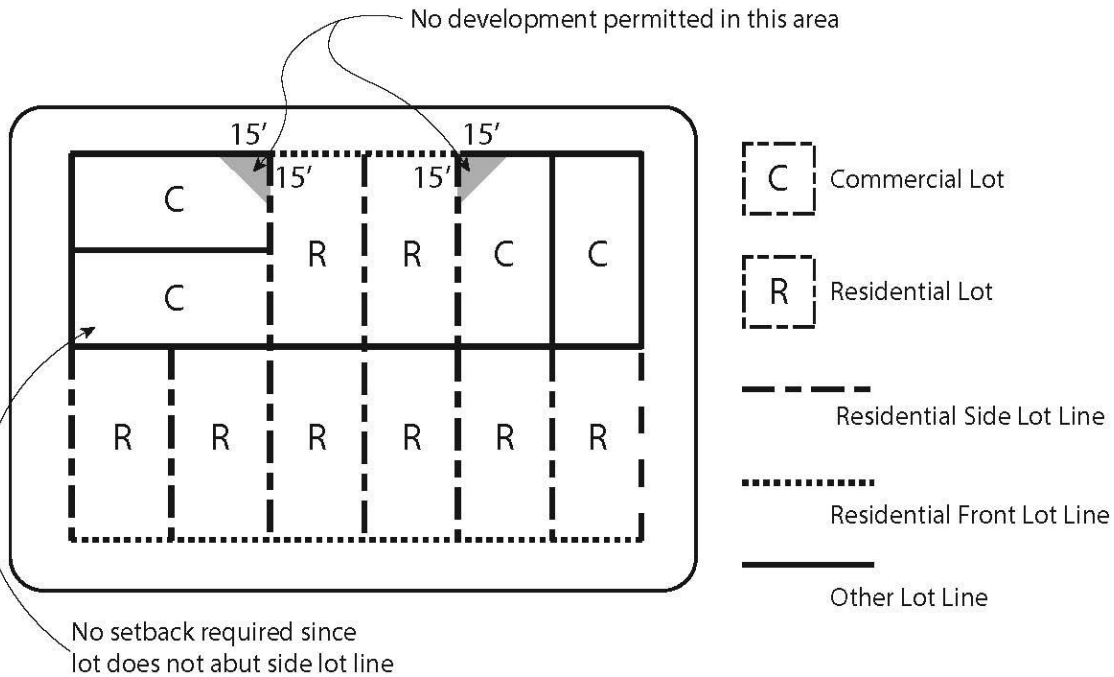 No development permitted in this area
15’ 15’
15’ 15’
C
R R C C
C
R R R R R R
No setback required since
lot does not abut side lot line
C Commercial Lot
R Residential Lot
Residential Side Lot Line
Residential Front Lot Line
Other Lot Line